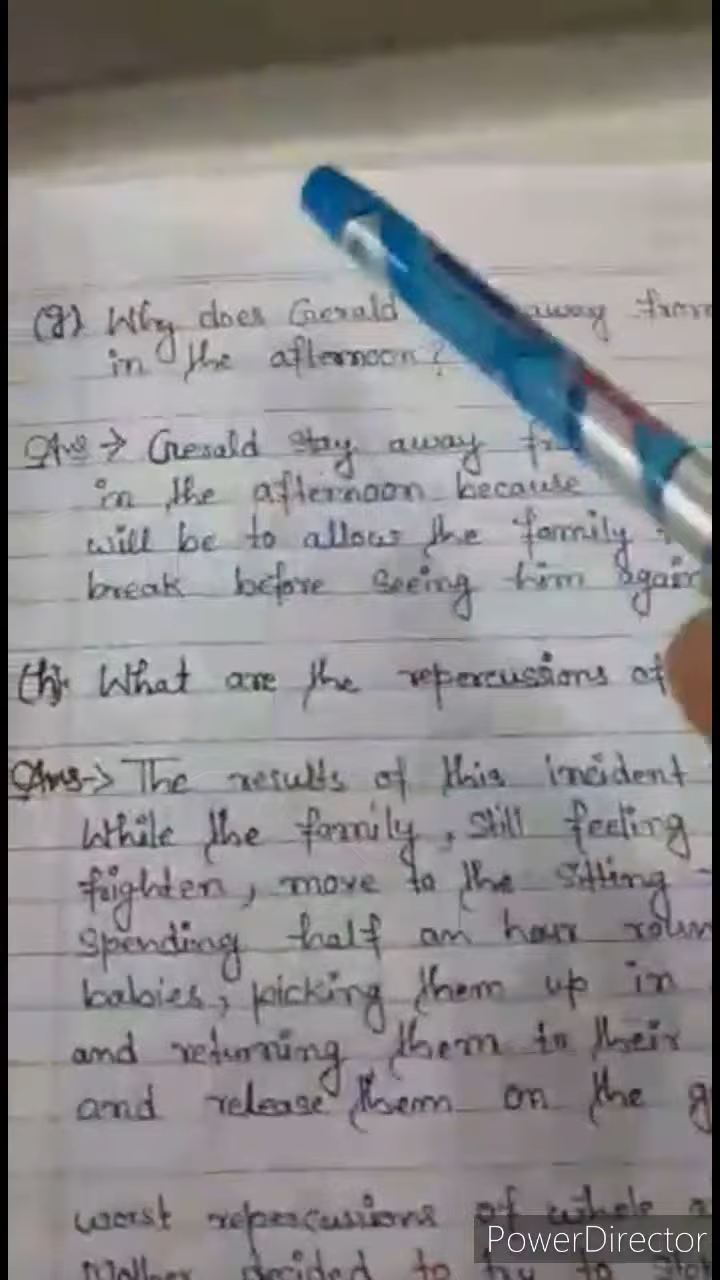 (g) Why does Gerald away from
in the afternoon?
Ans → Gerald stay away
in the afternoon because
will be to allow the family
break before seeing him again
(h). What are the repercussions of
Ans-> The results of this incident
While the family, still feeling
frighten, move to the sitting
spending half an hour
babies, picking them up in
and returning them to their
and release them on the
worst repercussions of whole
Mother decided to try to
PowerDirector